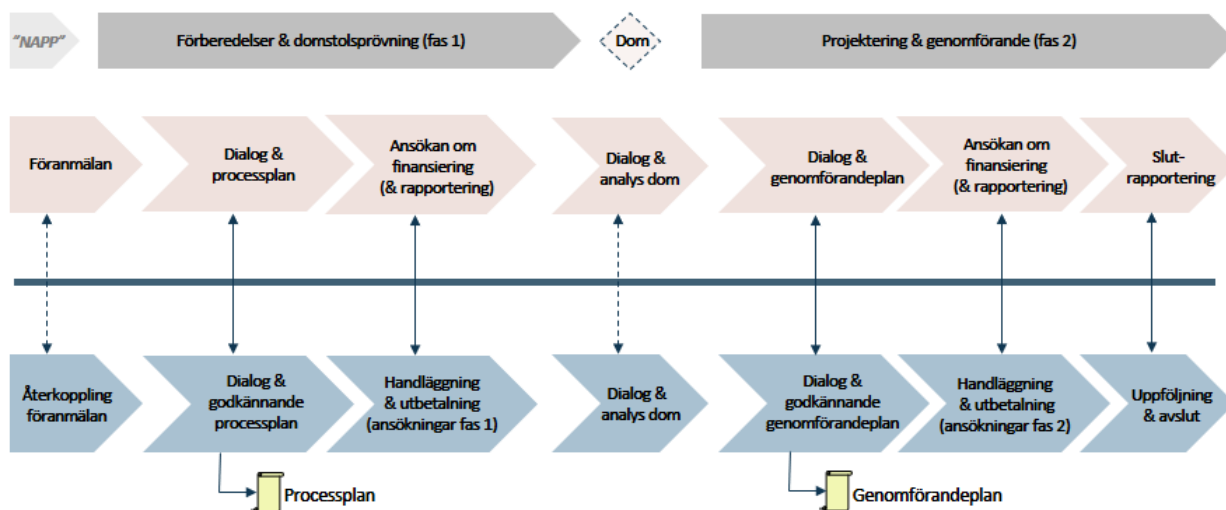 "NAPP"
Förberedelser & domstolsprövning (fas 1)
Dom
Projektering & genomförande (fas 2)
Föranmälan
Dialog &
processplan
Ansökan om
finansiering
(& rapportering)
Dialog &
analys dom
Dialog &
genomförandeplan
Ansökan om
finansiering
(& rapportering)
Slut-
rapportering
Återkoppling
föranmälan
Dialog &
godkännande
processplan
Handläggning
& utbetalning
(ansökningar fas 1)
Dialog &
analys dom
Dialog &
godkännande
genomförandeplan
Handläggning
& utbetalning
(ansökningar fas 2)
Uppföljning
& avslut
Processplan
Genomförandeplan